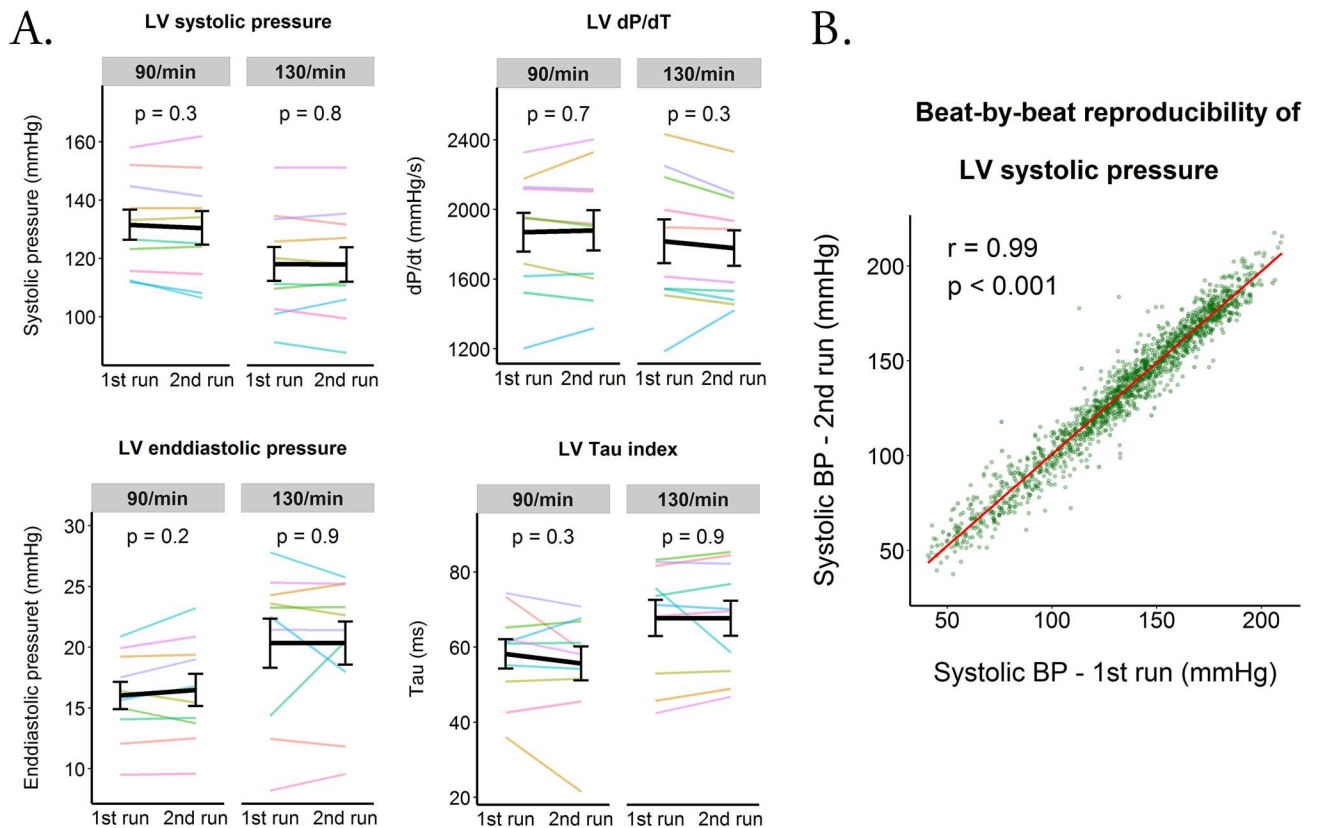 A.
LV systolic pressure
90/min
130/min
p = 0.3
p = 0.8
Systolic pressure (mmHg)
160
140
120
100
1st run
2nd run
1st run
2nd run
LV dP/dT
90/min
130/min
p = 0.7
p = 0.3
dP/dt (mmHg/s)
2400
2000
1600
1200
1st run
2nd run
1st run
2nd run
LV enddiastolic pressure
90/min
130/min
p = 0.2
p = 0.9
Enddiastolic pressuret (mmHg)
30
25
20
15
10
1st run
2nd run
1st run
2nd run
LV Tau index
90/min
130/min
p = 0.3
p = 0.9
Tau (ms)
80
60
40
20
1st run
2nd run
1st run
2nd run
B.
Beat-by-beat reproducibility of
LV systolic pressure
r = 0.99
p < 0.001
Systolic BP - 2nd run (mmHg)
200
150
100
50
50
100
150
200
Systolic BP - 1st run (mmHg)